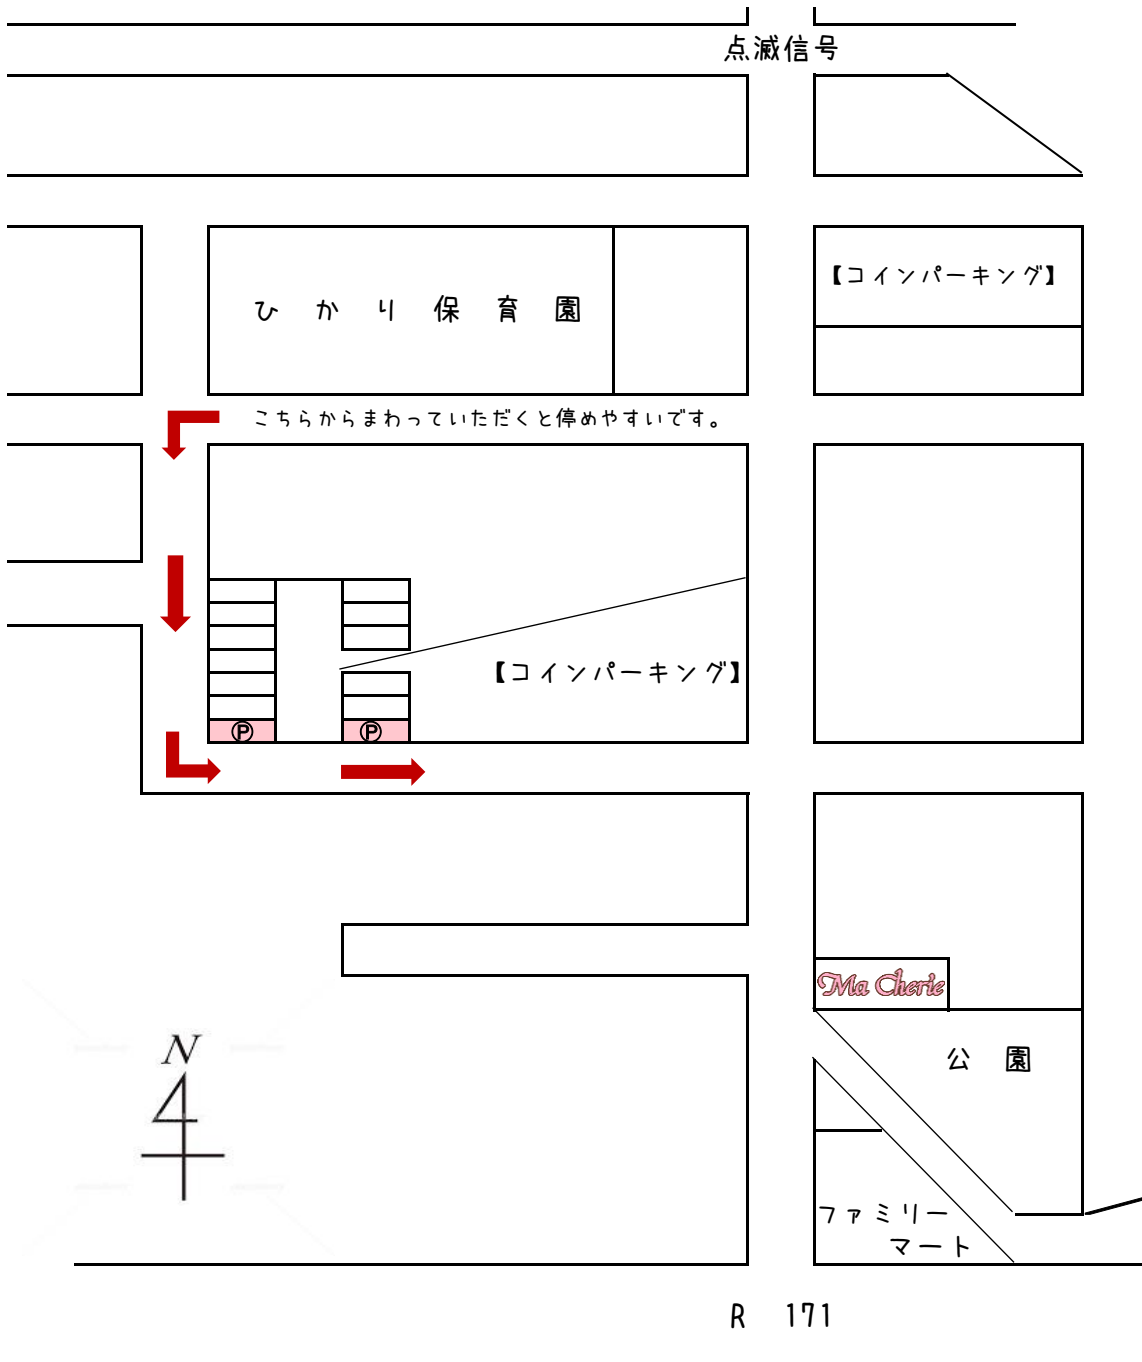 点滅信号
【コインパーキング】
ひかり保育園
こちらからまわっていただくと停めやすいです。
【コインパーキング】
Ⓟ Ⓟ
Ma Cherie
N
公園
ファミリー
マート
R 171